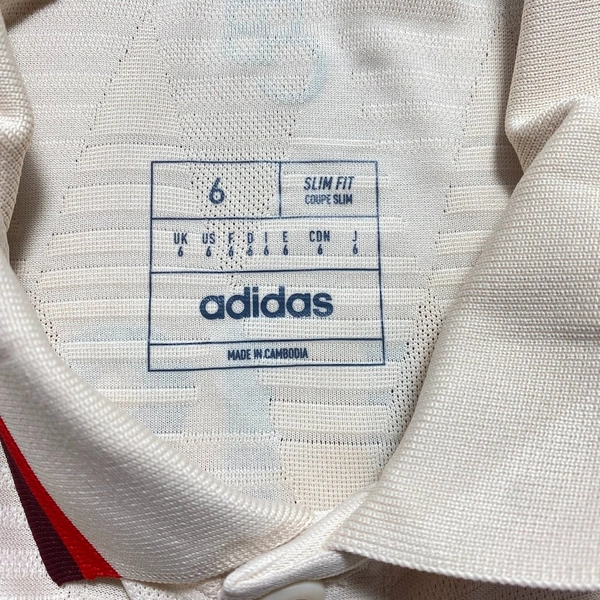 6
SLIM FIT
COUPE SLIM
UK US F D I E CDN J
6 6 6 6 6 6 6 6
adidas
MADE IN CAMBODIA